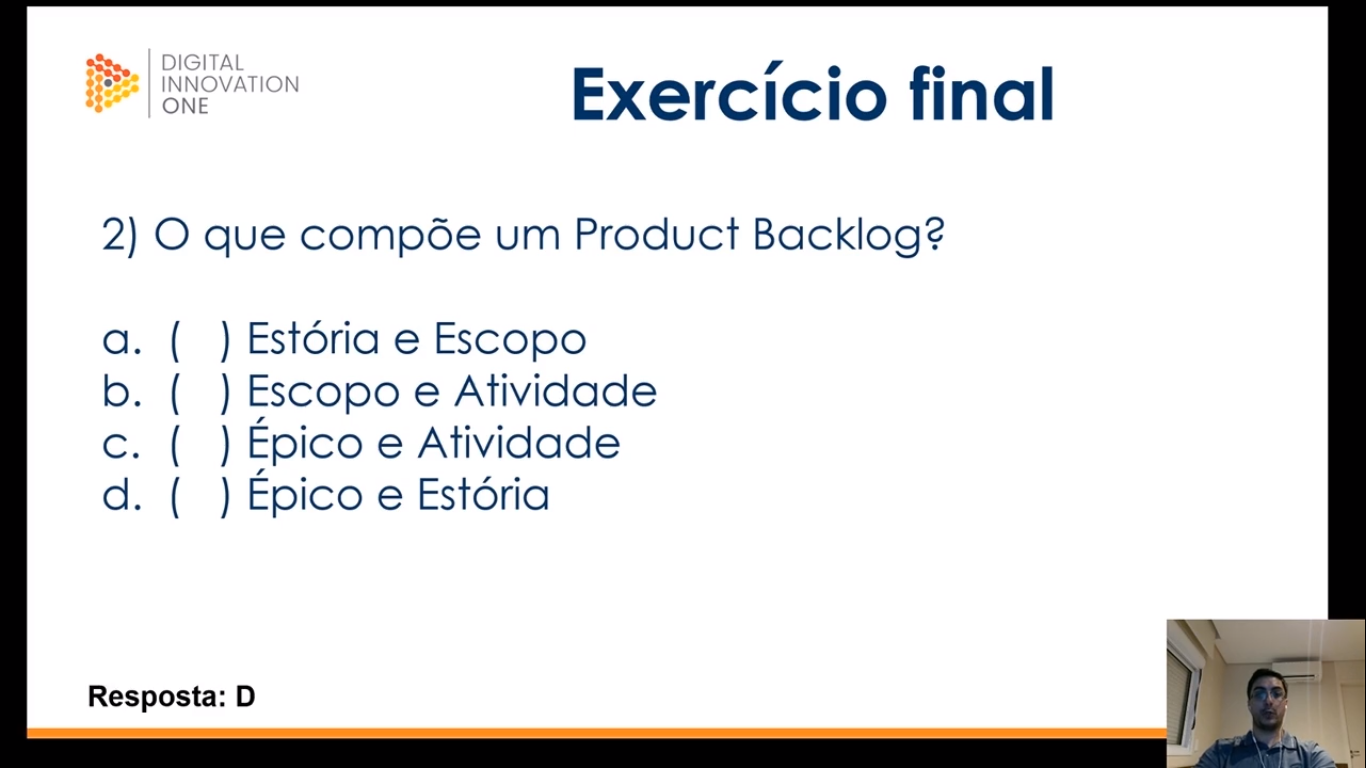 DIGITAL
INNOVATION
ONE
Exercício final
2) O que compõe um Product Backlog?
a. (   ) Estória e Escopo
b. (   ) Escopo e Atividade
c. (   ) Épico e Atividade
d. (   ) Épico e Estória
Resposta: D